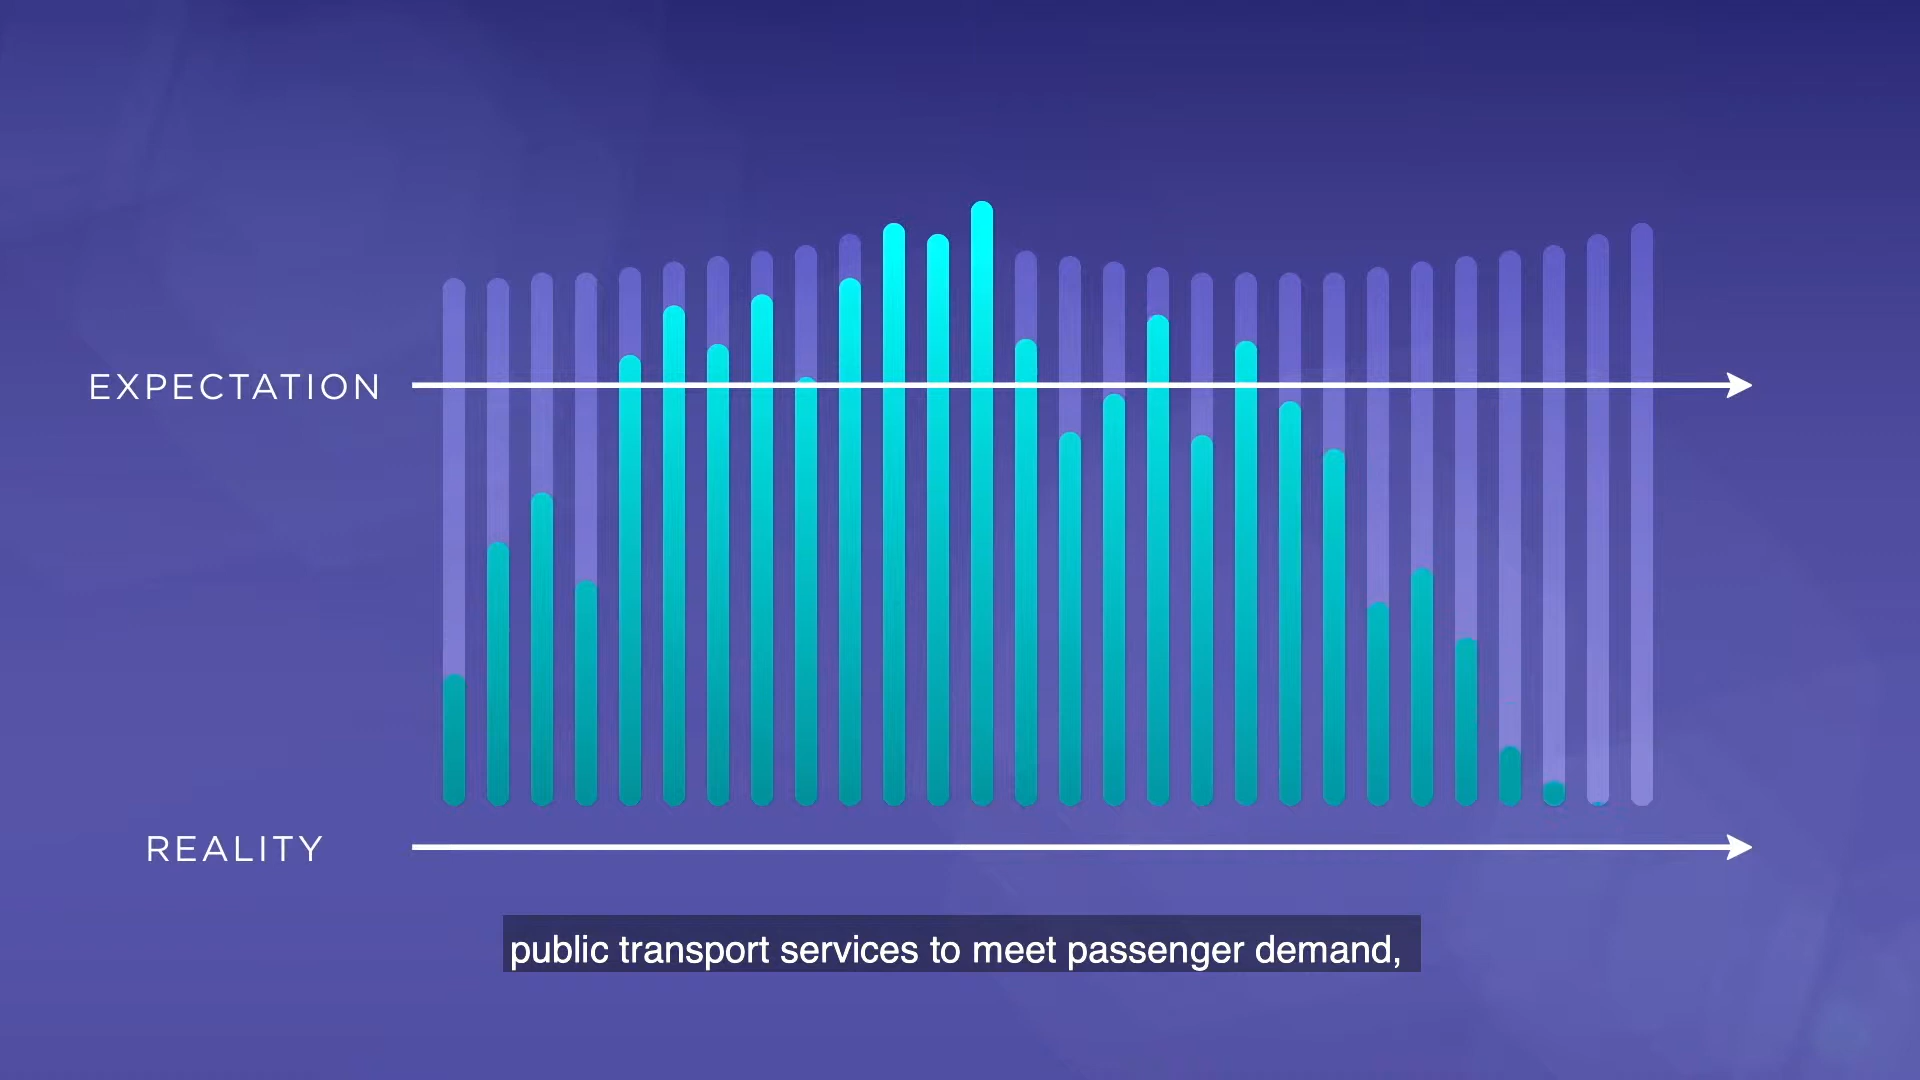 EXPECTATION
REALITY
public transport services to meet passenger demand,